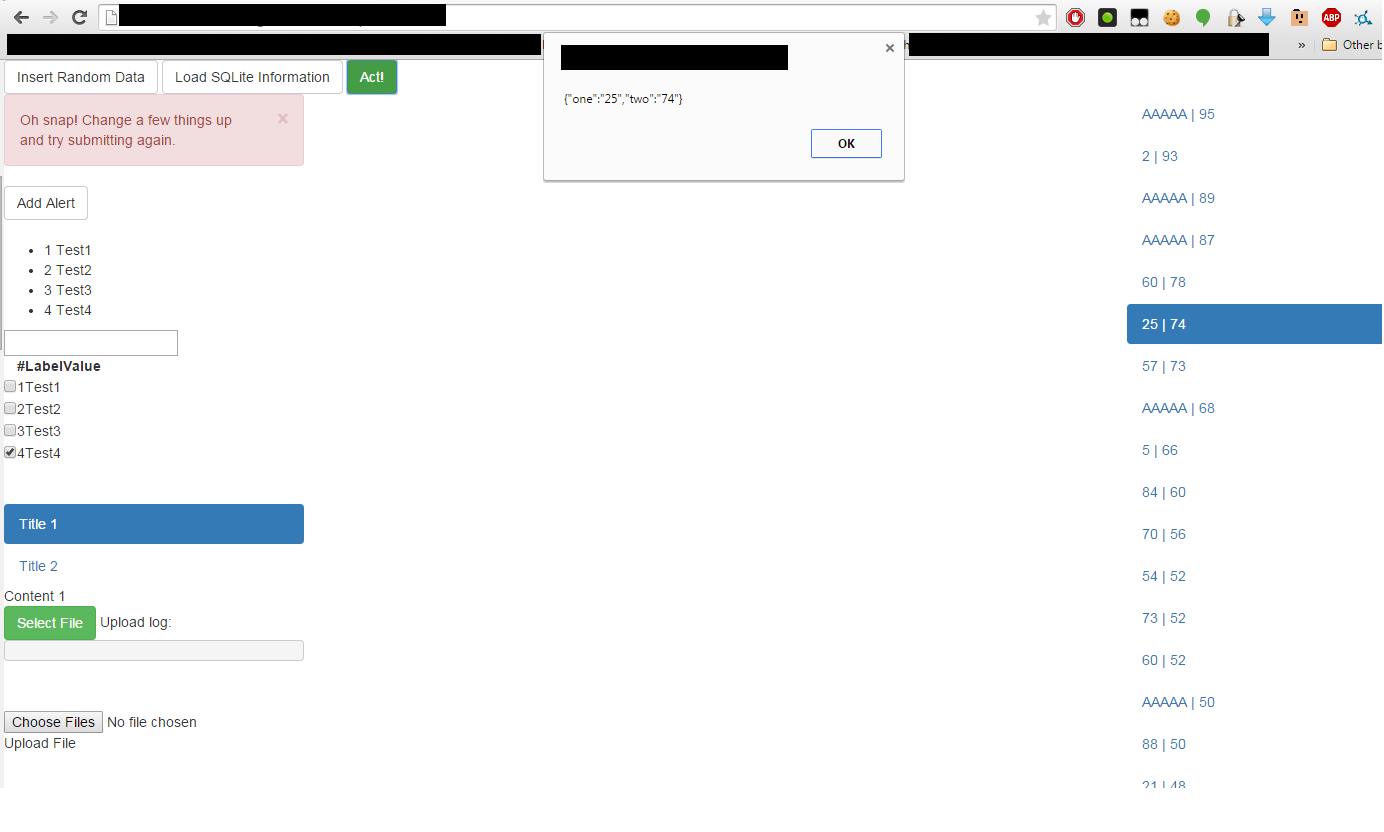 ABP
» Other b
{"one":"25","two":"74"}
OK
Insert Random Data Load SQLite Information Act!
Oh snap! Change a few things up
and try submitting again.
×
Add Alert
• 1 Test1
• 2 Test2
• 3 Test3
• 4 Test4
#LabelValue
1Test1
2Test2
3Test3
4Test4
Title 1
Title 2
Content 1
Select File Upload log:
Choose Files No file chosen
Upload File
AAAAA | 95
2 | 93
AAAAA | 89
AAAAA | 87
60 | 78
25 | 74
57 | 73
AAAAA | 68
5 | 66
84 | 60
70 | 56
54 | 52
73 | 52
60 | 52
AAAAA | 50
88 | 50
21 | 48